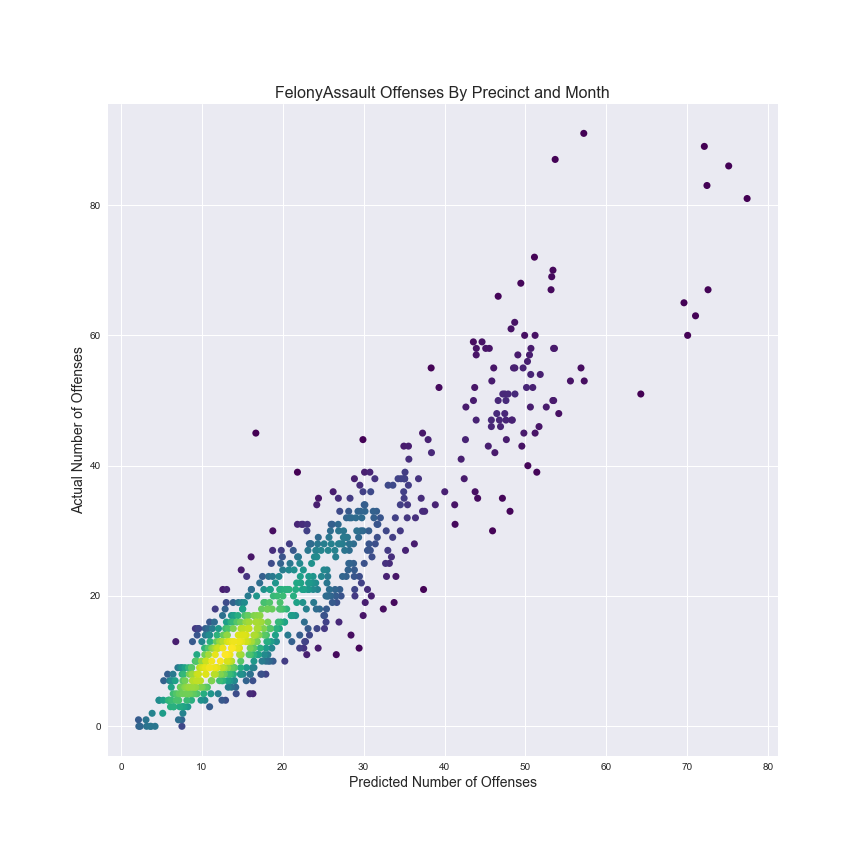 FelonyAssault Offenses By Precinct and Month
Actual Number of Offenses
80
60
40
20
0
0 10 20 30 40 50 60 70 80
Predicted Number of Offenses